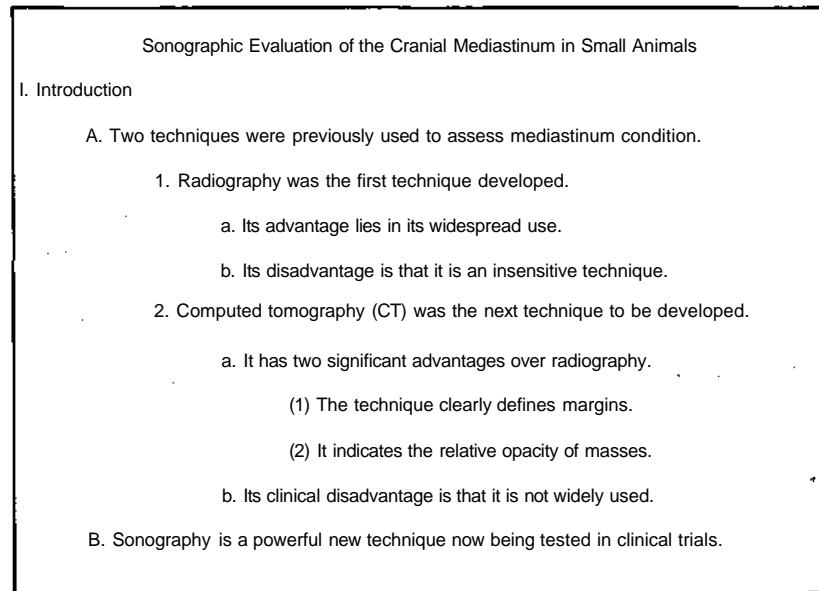 Sonographic Evaluation of the Cranial Mediastinum in Small Animals
I. Introduction
A. Two techniques were previously used to assess mediastinum condition.
1. Radiography was the first technique developed.
a. Its advantage lies in its widespread use.
b. Its disadvantage is that it is an insensitive technique.
2. Computed tomography (CT) was the next technique to be developed.
a. It has two significant advantages over radiography.
(1) The technique clearly defines margins.
(2) It indicates the relative opacity of masses.
b. Its clinical disadvantage is that it is not widely used.
B. Sonography is a powerful new technique now being tested in clinical trials.